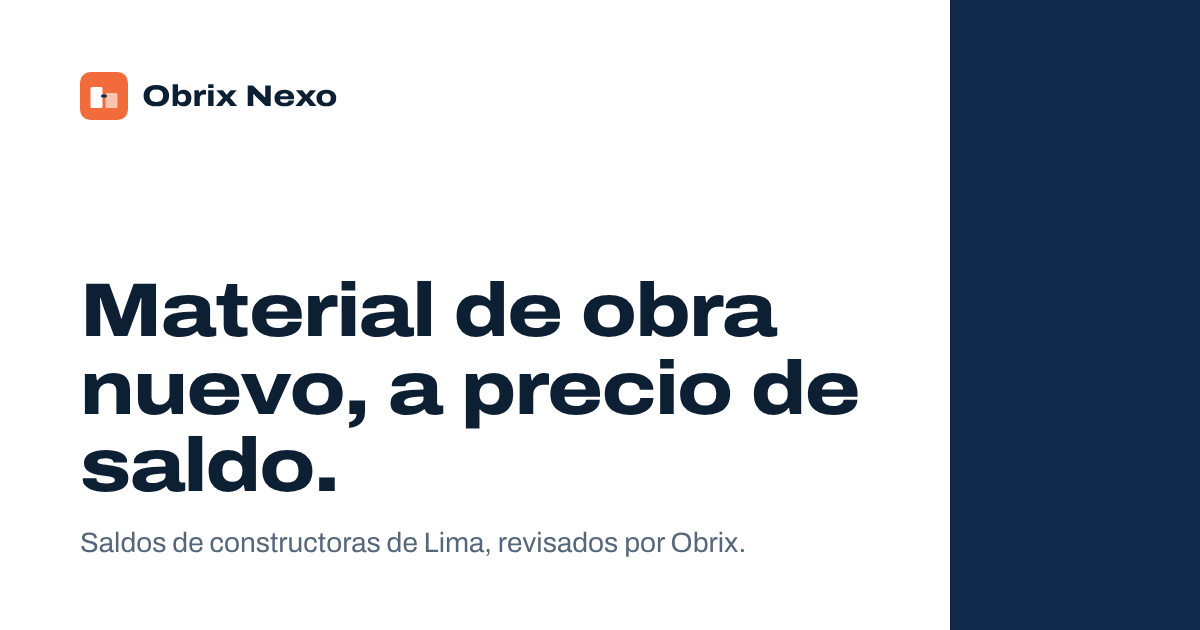 Obrix Nexo
Material de obra
nuevo, a precio de
saldo.
Saldos de constructoras de Lima, revisados por Obrix.